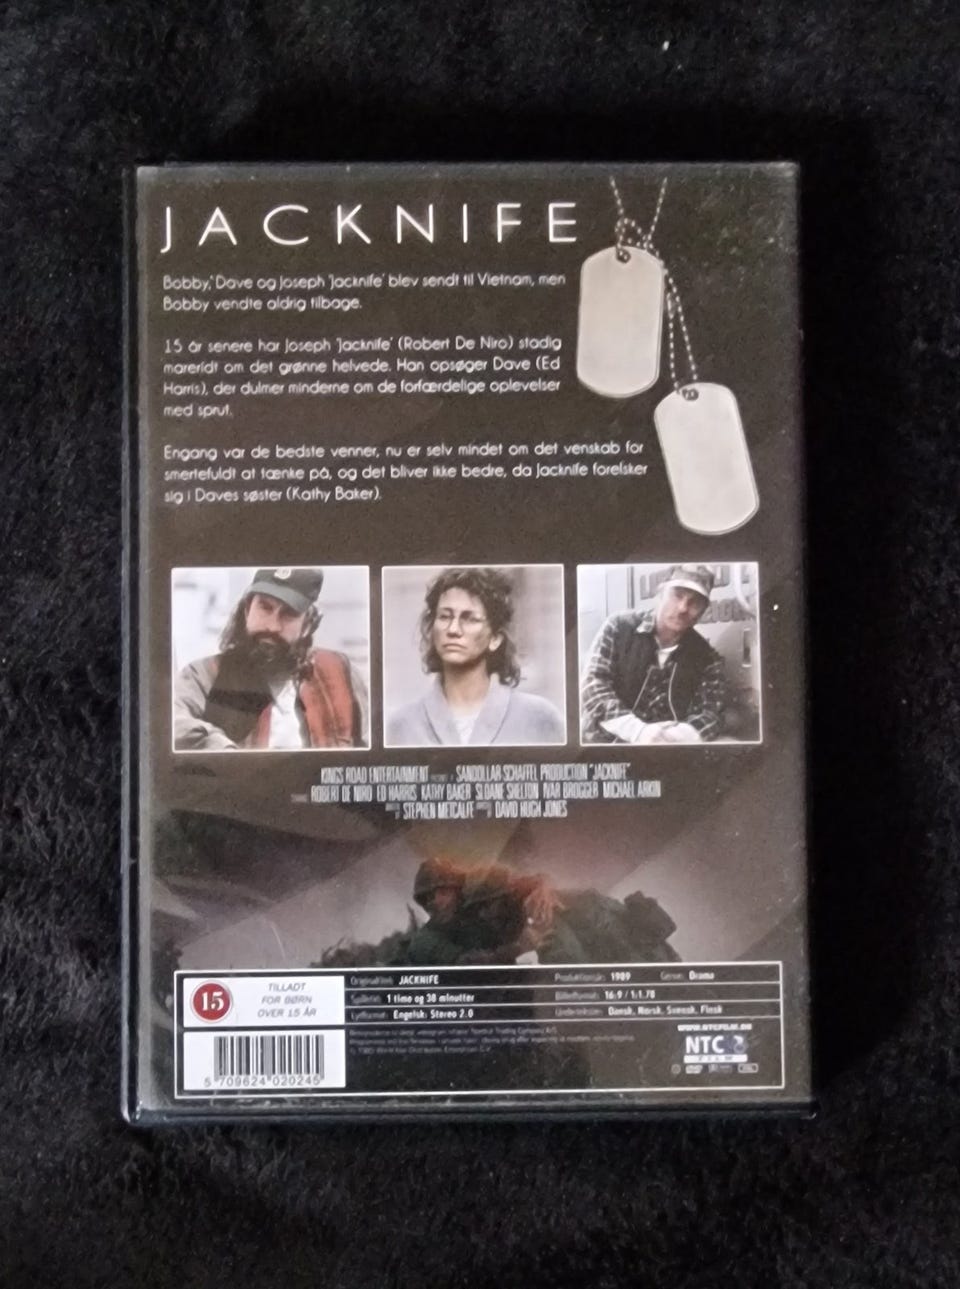 JACKNIFE
Bobby, Dave og Joseph 'Jacknife' blev sendt til Vietnam, men
Bobby vendte aldrig tilbage.
15 år senere har Joseph 'Jacknife' (Robert De Niro) stadig
mareridt om det grønne helvede. Han opsøger Dave (Ed
Harris), der dulmer minderne om de forfærdelige oplevelser
med sprut.
Engang var de bedste venner, nu er selv mindet om det venskab for
smertefuldt at tænke på, og det bliver ikke bedre, da Jacknife forelsker
sig i Daves søster (Kathy Baker).
KINGS ROAD ENTERTAINMENT SANDOLLAR SCHAFFEL PRODUCTION "JACKNIFE"
ROBERT DE NIRO ED HARRIS KATHY BAKER SLOANE SHELTON IVAR BROGGER MICHAEL ARKIN
STEPHEN METCALFE DAVID HUGH JONES
15
TILLADT
FOR BØRN
OVER 15 ÅR
JACKNIFE Produktionsår: 1989 Genre: Drama
Spilletid: 1 time og 38 minutter Billedformat: 16:9 / 1:1.78
Lydformat: Engelsk: Stereo 2.0 Undertekster: Dansk, Norsk, Svensk, Finsk
WWW.NTCFILM.DK
NTC
FILM
5 709624 020245